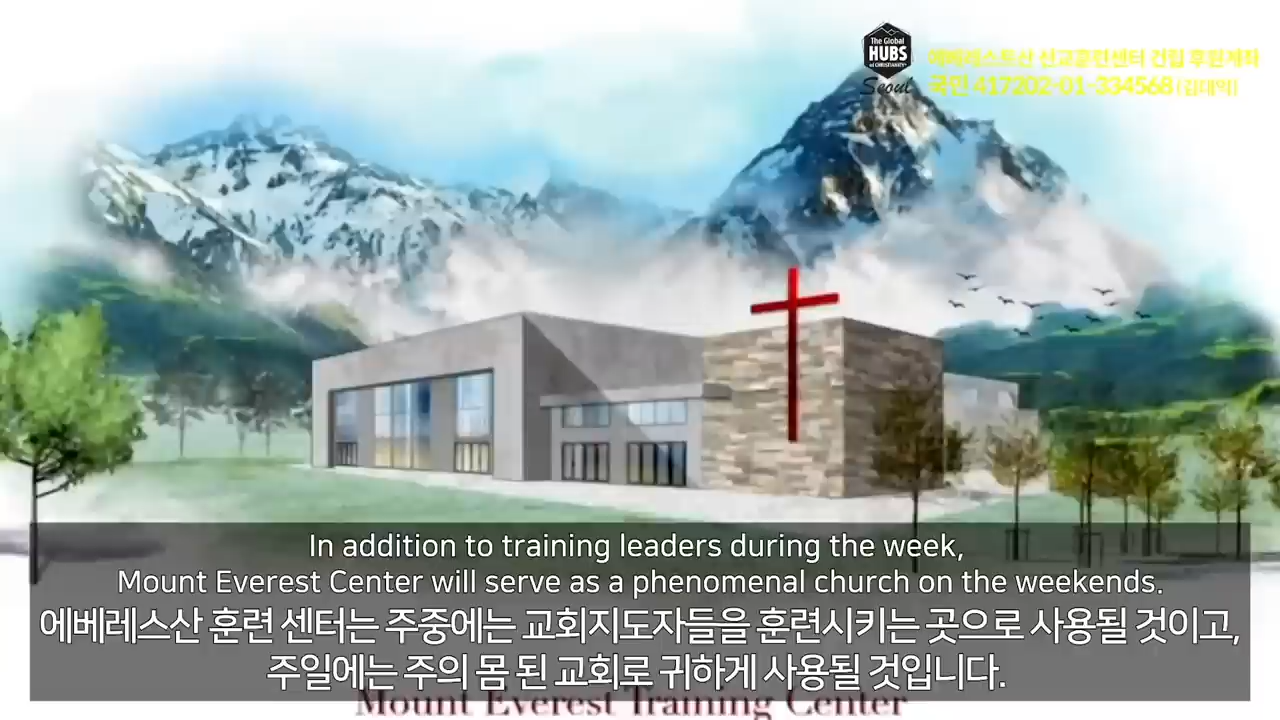 The Global
HUBS
of CHRISTIANITY
Seoul
에베레스트산 선교훈련센터 건립 후원계좌
국민 417202-01-334568 (김대억)
In addition to training leaders during the week,
Mount Everest Center will serve as a phenomenal church on the weekends.
에베레스산 훈련 센터는 주중에는 교회지도자들을 훈련시키는 곳으로 사용될 것이고,
주일에는 주의 몸 된 교회로 귀하게 사용될 것입니다.
Mount Everest Training Center